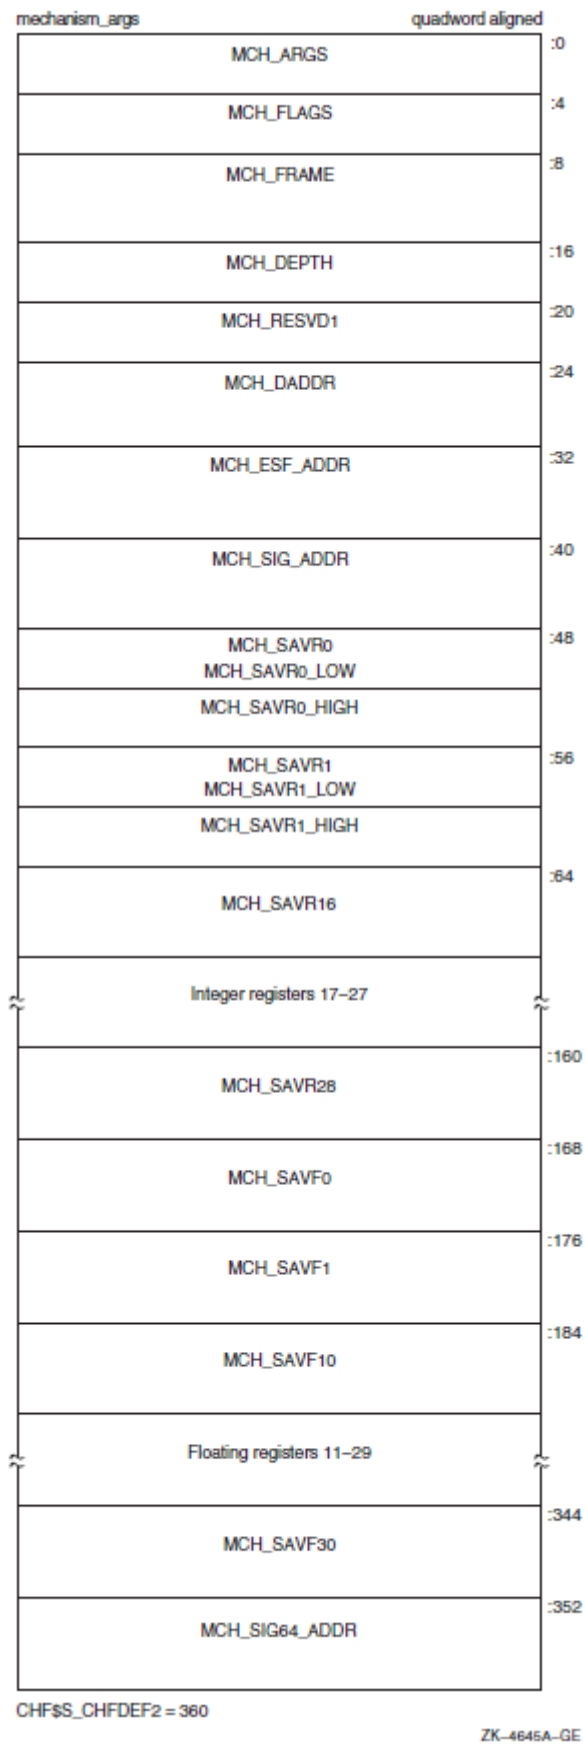 mechanism_args quadword aligned
MCH_ARGS :0
MCH_FLAGS :4
MCH_FRAME :8
MCH_DEPTH :16
MCH_RESVD1 :20
MCH_DADDR :24
MCH_ESF_ADDR :32
MCH_SIG_ADDR :40
MCH_SAVR0 :48
MCH_SAVR0_LOW
MCH_SAVR0_HIGH
MCH_SAVR1 :56
MCH_SAVR1_LOW
MCH_SAVR1_HIGH
MCH_SAVR16 :64
Integer registers 17–27
MCH_SAVR28 :160
MCH_SAVF0 :168
MCH_SAVF1 :176
MCH_SAVF10 :184
Floating registers 11–29
MCH_SAVF30 :344
MCH_SIG64_ADDR :352
CHF$S_CHFDEF2 = 360
ZK–4645A–GE